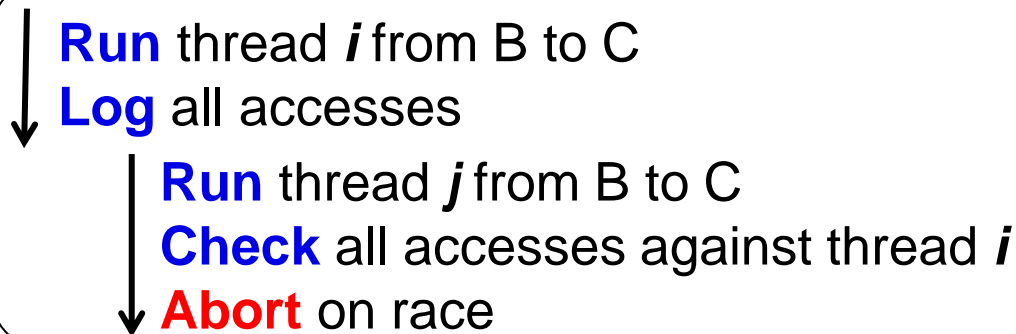 Run thread i from B to C
Log all accesses
Run thread j from B to C
Check all accesses against thread i
Abort on race